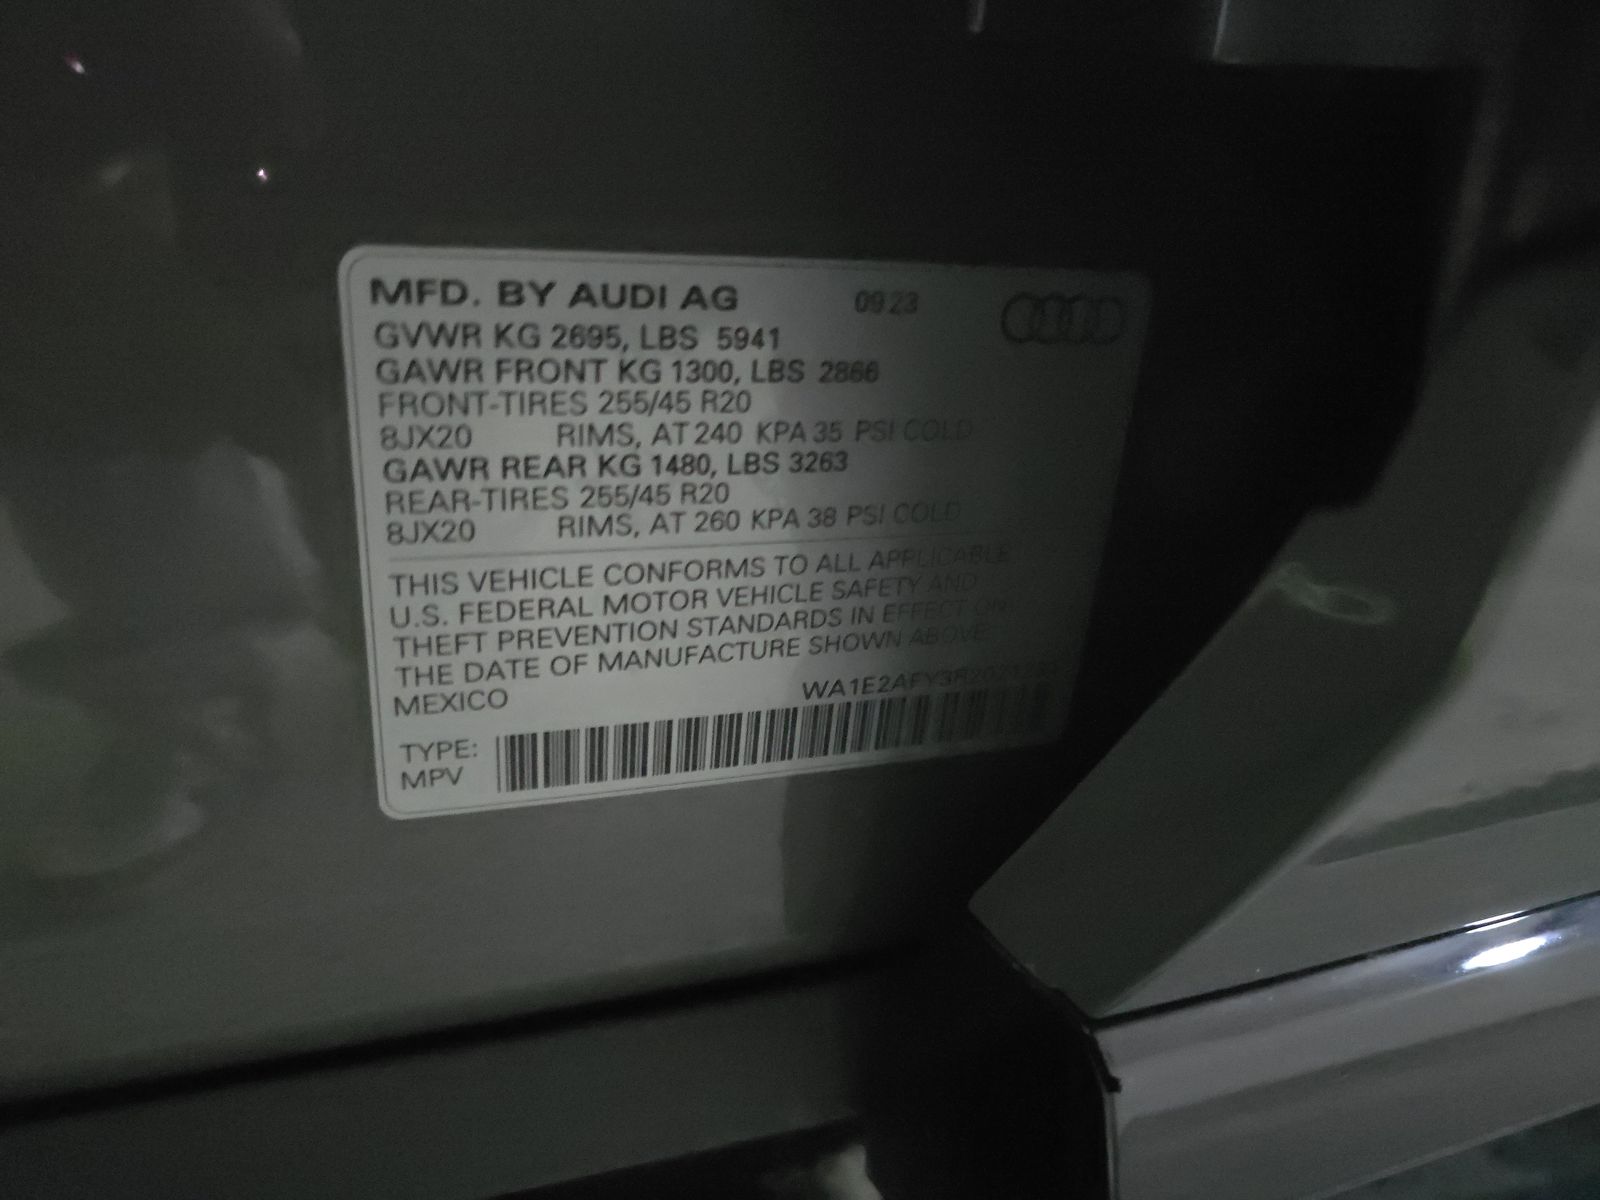 MFD. BY AUDI AG 09 23
GVWR KG 2695, LBS 5941
GAWR FRONT KG 1300, LBS 2866
FRONT-TIRES 255/45 R20
8JX20 RIMS, AT 240 KPA 35 PSI COLD
GAWR REAR KG 1480, LBS 3263
REAR-TIRES 255/45 R20
8JX20 RIMS, AT 260 KPA 38 PSI COLD
THIS VEHICLE CONFORMS TO ALL APPLICABLE
U.S. FEDERAL MOTOR VEHICLE SAFETY AND
THEFT PREVENTION STANDARDS IN EFFECT ON
THE DATE OF MANUFACTURE SHOWN ABOVE
MEXICO
TYPE:
MPV